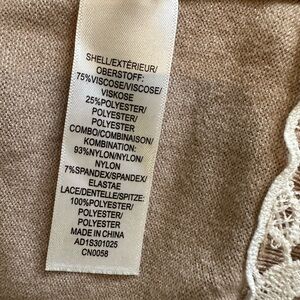 SHELL/EXTÉRIEUR/
OBERSTOFF:
75%VISCOSE/VISCOSE/
VISKOSE
25%POLYESTER/
POLYESTER/
POLYESTER
COMBO/COMBINAISON/
KOMBINATION:
93%NYLON/NYLON/
NYLON
7%SPANDEX/SPANDEX/
ELASTAE
LACE/DENTELLE/SPITZE:
100%POLYESTER/
POLYESTER/
POLYESTER
MADE IN CHINA
AD1S301025
CN0058